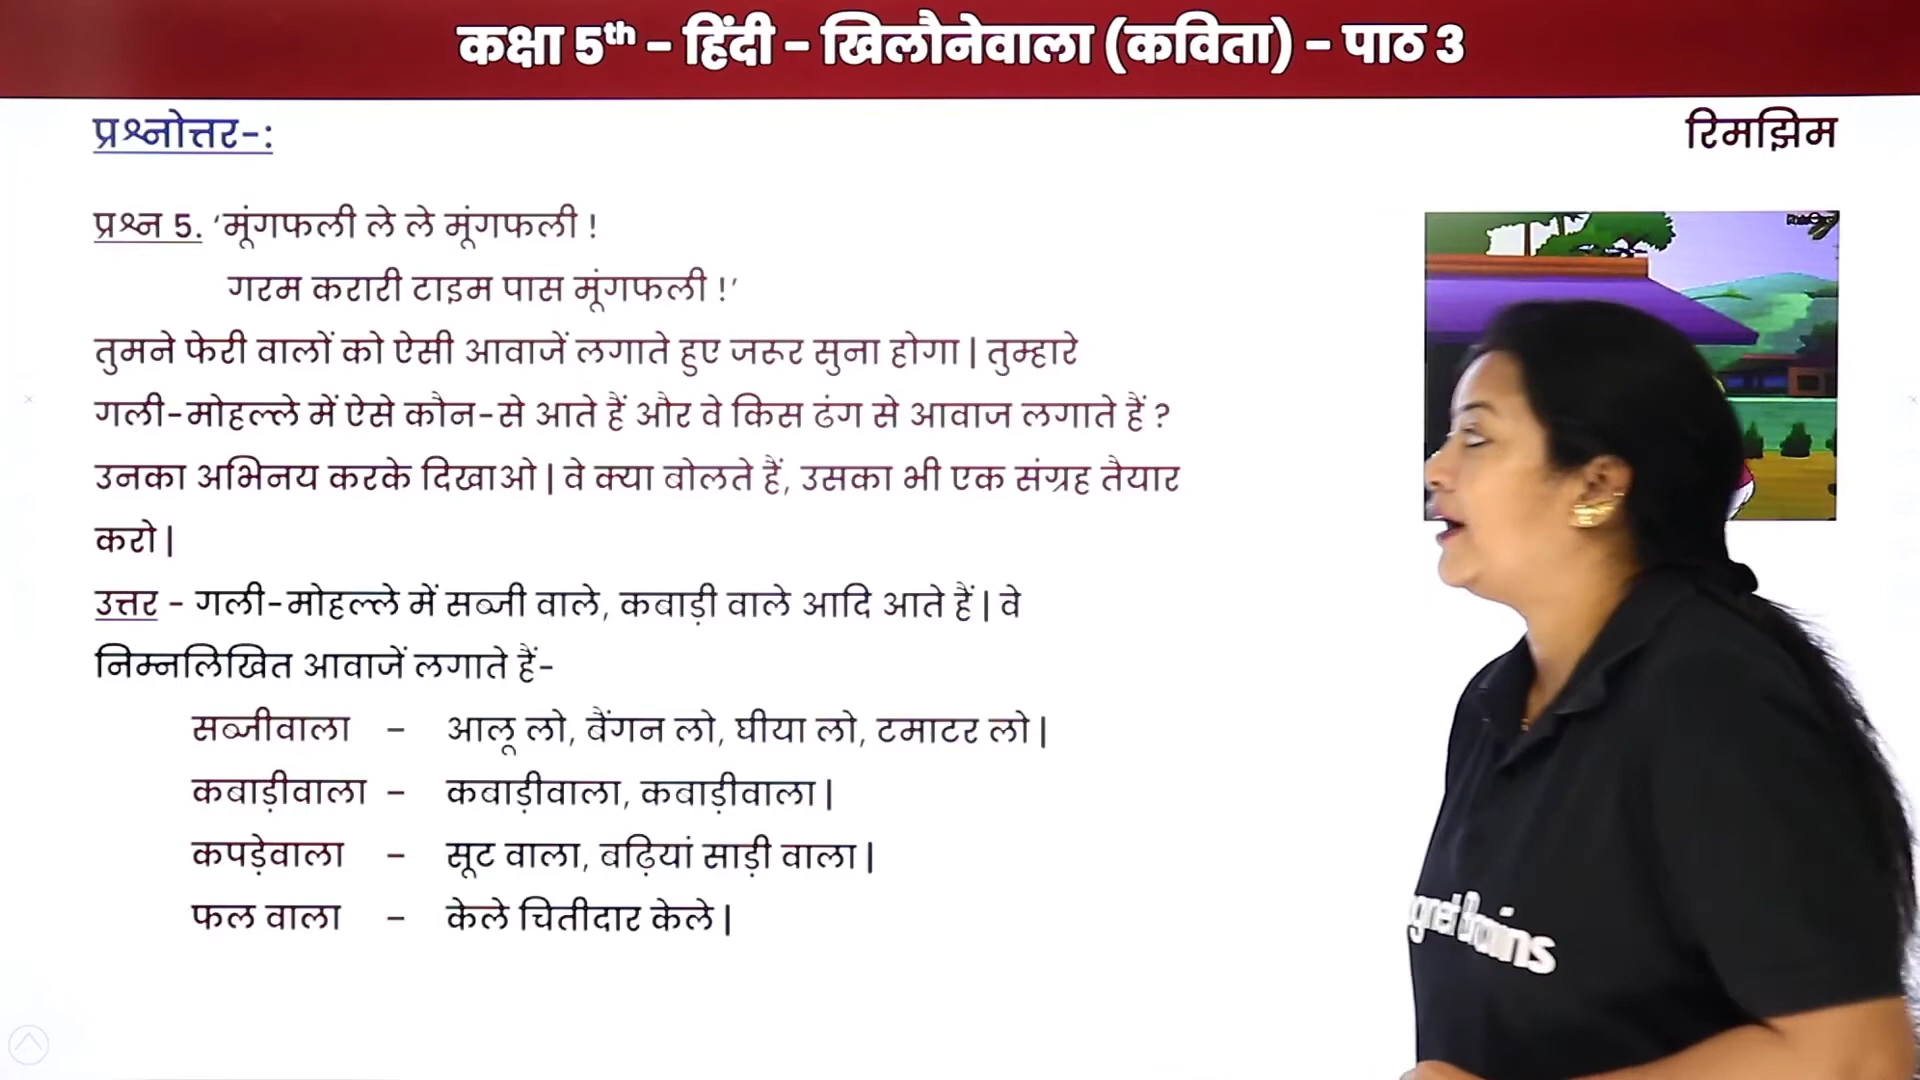 कक्षा 5th - हिंदी - खिलौनेवाला (कविता) - पाठ 3
प्रश्नोत्तर-:
रिमझिम
प्रश्न 5. ‘मूंगफली ले ले मूंगफली !
गरम करारी टाइम पास मूंगफली !’
तुमने फेरी वालों को ऐसी आवाजें लगाते हुए जरूर सुना होगा | तुम्हारे
गली-मोहल्ले में ऐसे कौन-से आते हैं और वे किस ढंग से आवाज लगाते हैं ?
उनका अभिनय करके दिखाओ | वे क्या बोलते हैं, उसका भी एक संग्रह तैयार
करो |
उत्तर - गली-मोहल्ले में सब्जी वाले, कबाड़ी वाले आदि आते हैं | वे
निम्नलिखित आवाजें लगाते हैं-
सब्जीवाला - आलू लो, बैंगन लो, घीया लो, टमाटर लो |
कबाड़ीवाला - कबाड़ीवाला, कबाड़ीवाला |
कपड़ेवाला - सूट वाला, बढ़ियां साड़ी वाला |
फल वाला - केले चितीदार केले |
gnet Brains